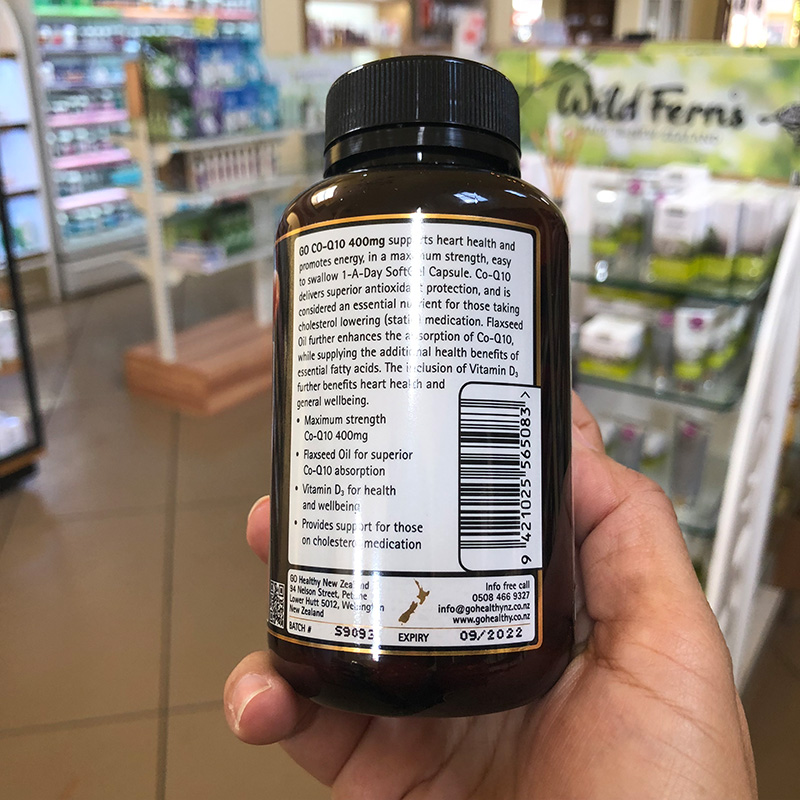 Wild Ferns
GO CO-Q10 400mg supports heart health and
promotes energy, in a maximum strength, easy
to swallow 1-A-Day SoftGel Capsule. Co-Q10
delivers superior antioxidant protection, and is
considered an essential nutrient for those taking
cholesterol lowering (statin) medication. Flaxseed
Oil further enhances the absorption of Co-Q10,
while supplying the additional health benefits of
essential fatty acids. The inclusion of Vitamin D₃
further benefits heart health and
general wellbeing.
• Maximum strength
Co-Q10 400mg
• Flaxseed Oil for superior
Co-Q10 absorption
• Vitamin D₃ for health
and wellbeing
• Provides support for those
on cholesterol medication
9 421025 565083 >
GO Healthy New Zealand
94 Nelson Street, Petone
Lower Hutt 5012, Wellington
New Zealand
Info free call
0508 466 9327
info@gohealthynz.co.nz
www.gohealthy.co.nz
BATCH # S9093 EXPIRY 09/2022